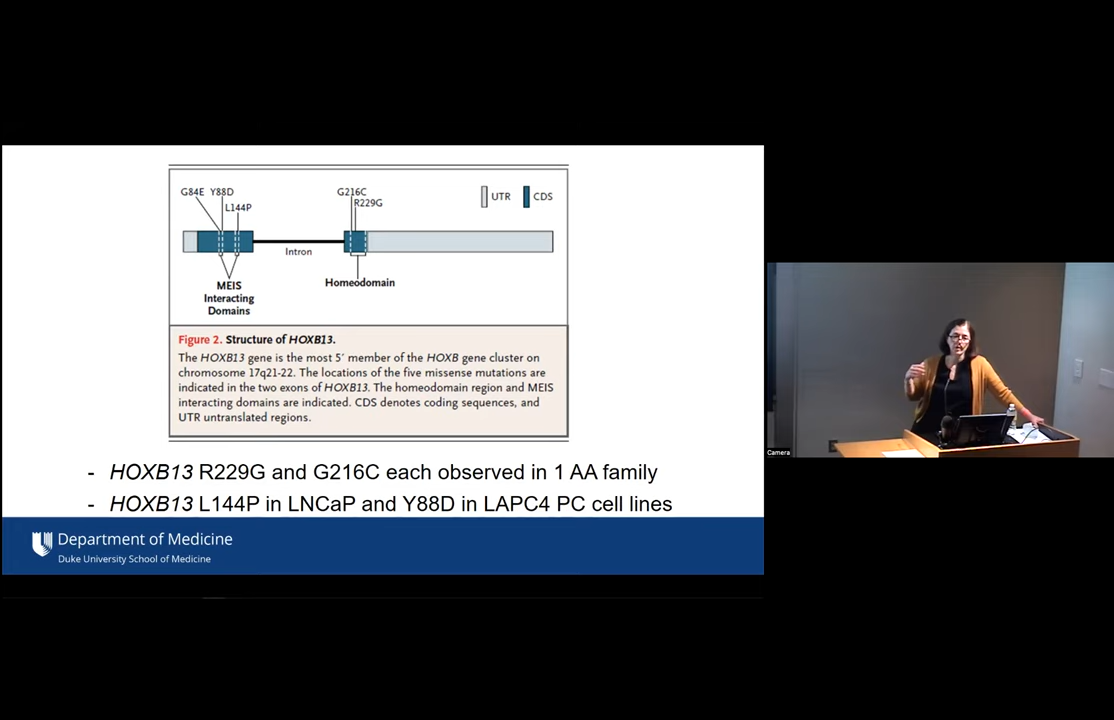 G84E Y88D
L144P
G216C
R229G
UTR
CDS
Intron
MEIS
Interacting
Domains
Homeodomain
Figure 2. Structure of HOXB13.
The HOXB13 gene is the most 5′ member of the HOXB gene cluster on
chromosome 17q21-22. The locations of the five missense mutations are
indicated in the two exons of HOXB13. The homeodomain region and MEIS
interacting domains are indicated. CDS denotes coding sequences, and
UTR untranslated regions.
- HOXB13 R229G and G216C each observed in 1 AA family
- HOXB13 L144P in LNCaP and Y88D in LAPC4 PC cell lines
Department of Medicine
Duke University School of Medicine
Camera